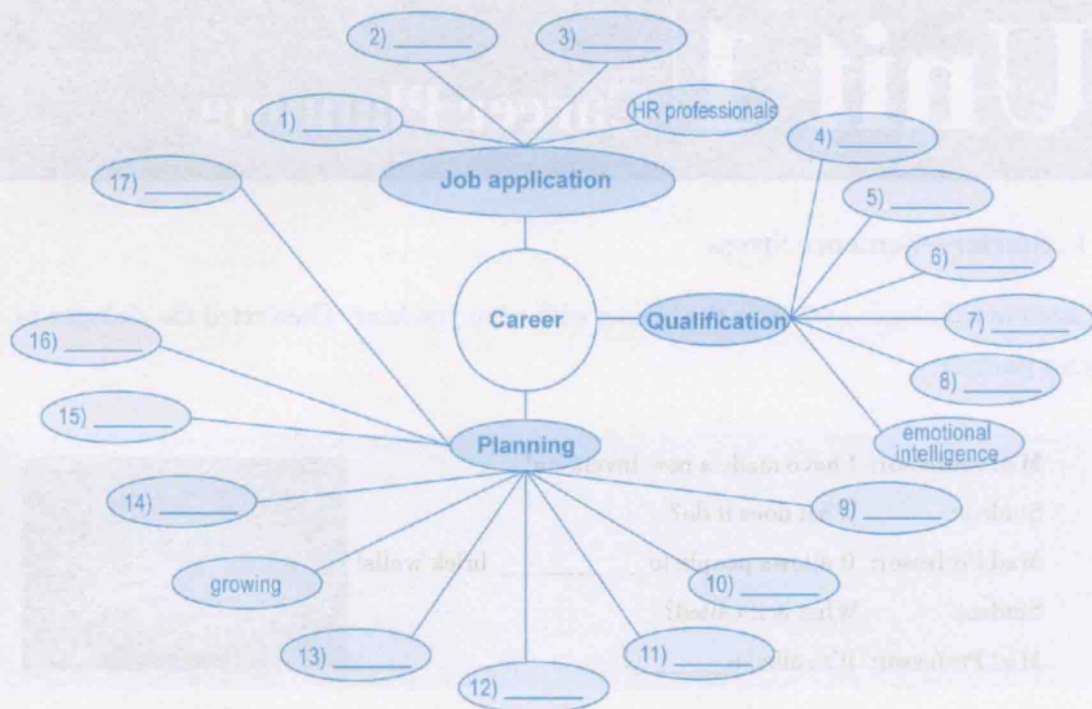 2) ______
3) ______
1) ______
HR professionals
4) ______
17) ______
Job application
5) ______
6) ______
Career
Qualification
7) ______
16) ______
8) ______
15) ______
Planning
emotional
intelligence
14) ______
9) ______
growing
10) ______
13) ______
11) ______
12) ______